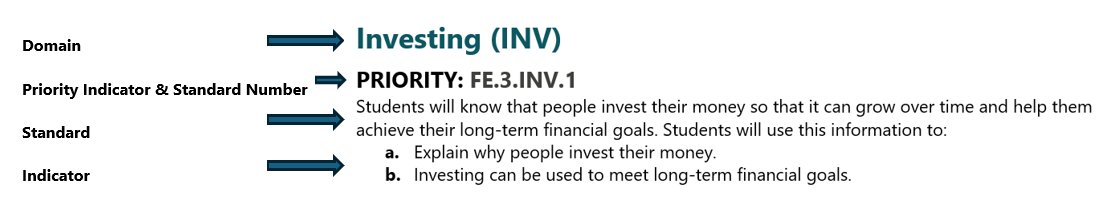 Domain
Investing (INV)
Priority Indicator & Standard Number
PRIORITY: FE.3.INV.1
Standard
Students will know that people invest their money so that it can grow over time and help them
achieve their long-term financial goals. Students will use this information to:
Indicator
a. Explain why people invest their money.
b. Investing can be used to meet long-term financial goals.